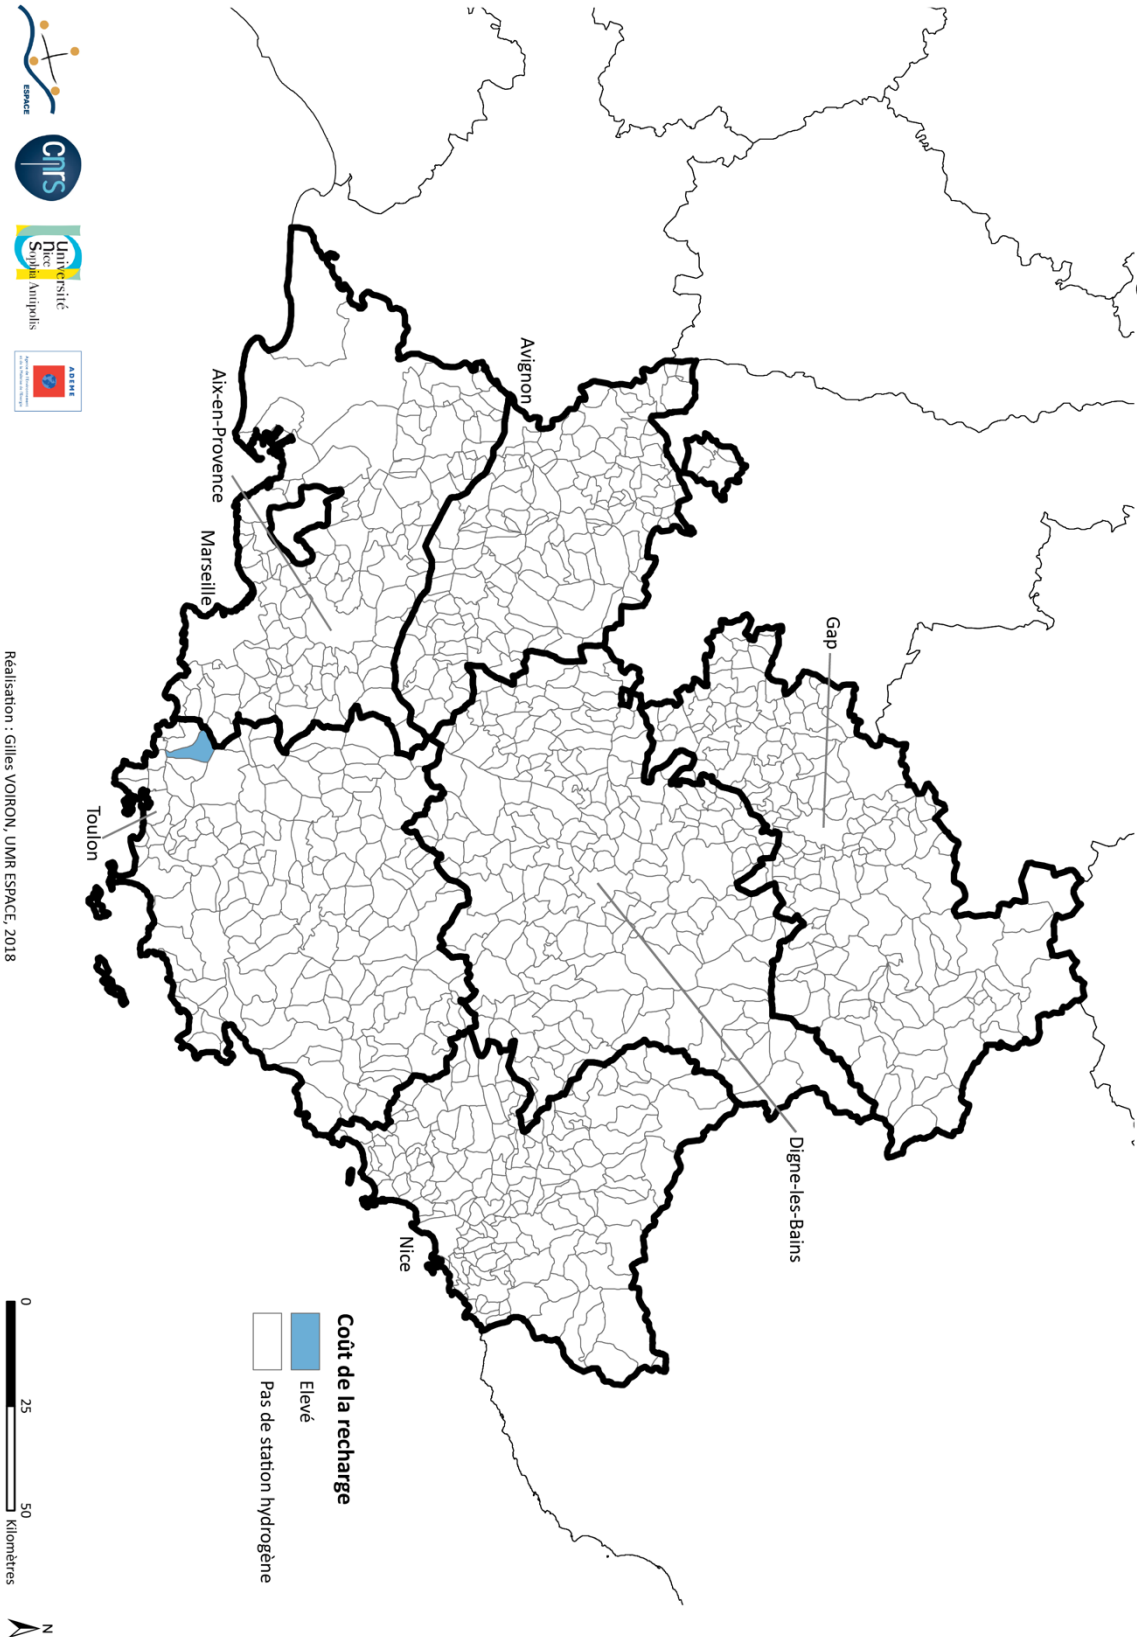 Gap
Avignon
Digne-les-Bains
Aix-en-Provence
Marseille
Nice
Toulon
Coût de la recharge
Elevé
Pas de station hydrogène
ESPACE
cnrs
Université
nice
Sophia Antipolis
ADEME
Réalisation : Gilles VOIRON, UMR ESPACE, 2018
0
25
50
Kilomètres
N